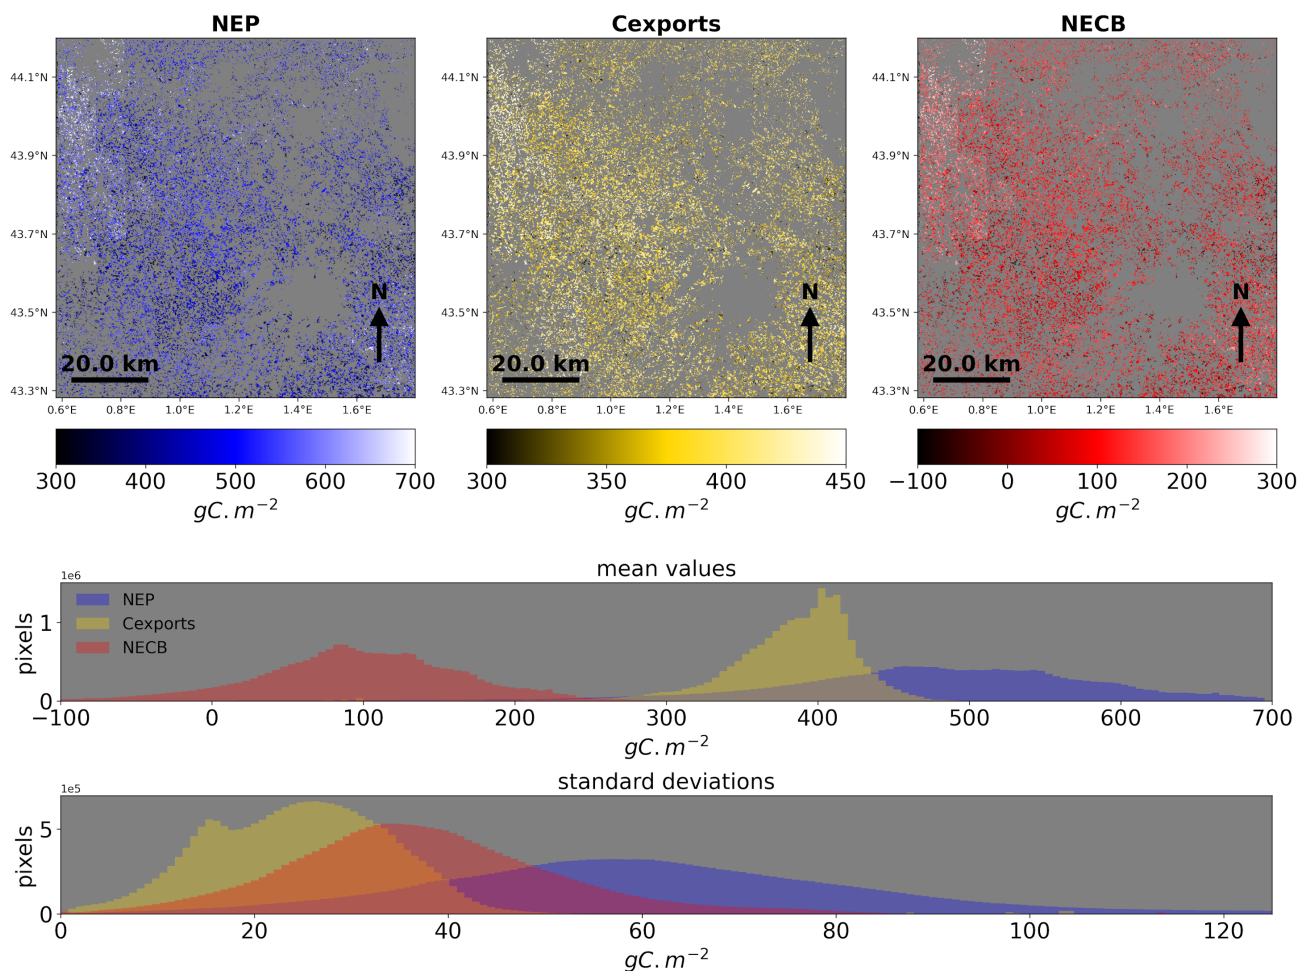 NEP
Cexports
NECB
44.1°N
43.9°N
43.7°N
43.5°N
43.3°N
N
20.0 km
0.6°E
0.8°E
1.0°E
1.2°E
1.4°E
1.6°E
44.1°N
43.9°N
43.7°N
43.5°N
43.3°N
N
20.0 km
0.6°E
0.8°E
1.0°E
1.2°E
1.4°E
1.6°E
44.1°N
43.9°N
43.7°N
43.5°N
43.3°N
N
20.0 km
0.6°E
0.8°E
1.0°E
1.2°E
1.4°E
1.6°E
300 400 500 600 700
gC.m⁻²
300 350 400 450
gC.m⁻²
−100 0 100 200 300
gC.m⁻²
mean values
1e6
pixels
1
0
NEP
Cexports
NECB
−100 0 100 200 300 400 500 600 700
gC.m⁻²
standard deviations
1e5
pixels
5
0
0 20 40 60 80 100 120
gC.m⁻²